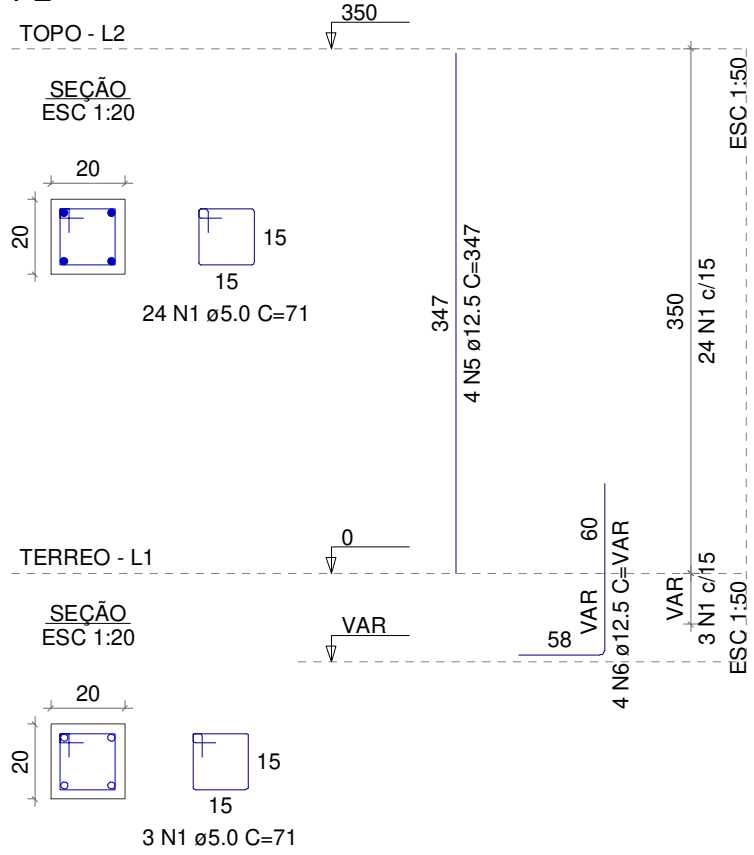 350
TOPO - L2
SEÇÃO
ESC 1:20
20
20
15
15
24 N1 ø5.0 C=71
347
4 N5 ø12.5 C=347
350
24 N1 c/15
ESC 1:50
0
TERREO - L1
SEÇÃO
ESC 1:20
VAR
60
VAR
58
4 N6 ø12.5 C=VAR
VAR
3 N1 c/15
ESC 1:50
20
20
15
15
3 N1 ø5.0 C=71